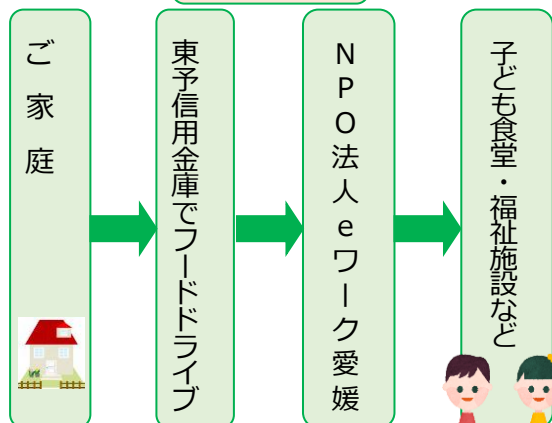 ご家庭
東予信用金庫でフードドライブ
NPO法人eワーク愛媛
子ども食堂・福祉施設など